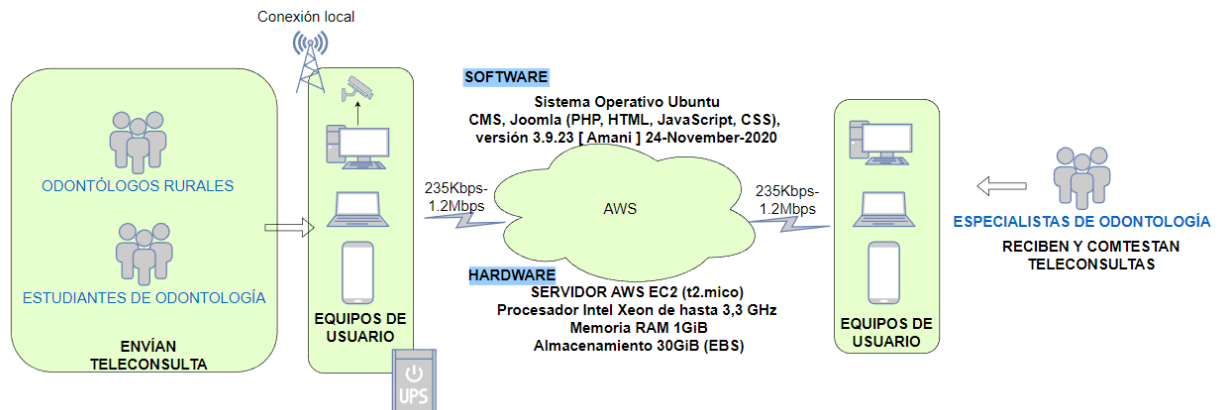 Conexión local
ODONTÓLOGOS RURALES
ESTUDIANTES DE ODONTOLOGÍA
ENVÍAN
TELECONSULTA
EQUIPOS DE
USUARIO
UPS
SOFTWARE
Sistema Operativo Ubuntu
CMS, Joomla (PHP, HTML, JavaScript, CSS),
versión 3.9.23 [ Amani ] 24-November-2020
235Kbps-
1.2Mbps
AWS
235Kbps-
1.2Mbps
HARDWARE
SERVIDOR AWS EC2 (t2.mico)
Procesador Intel Xeon de hasta 3,3 GHz
Memoria RAM 1GiB
Almacenamiento 30GiB (EBS)
EQUIPOS DE
USUARIO
ESPECIALISTAS DE ODONTOLOGÍA
RECIBEN Y COMTESTAN
TELECONSULTAS